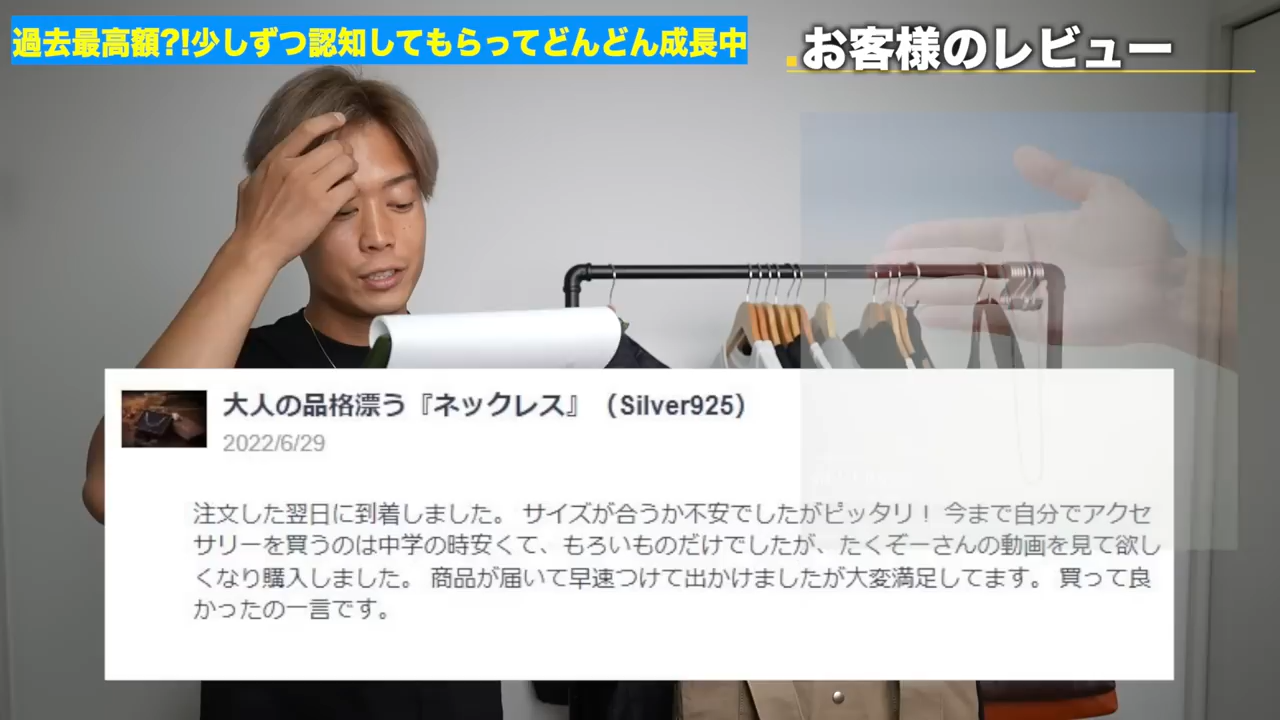 過去最高額?!少しずつ認知してもらってどんどん成長中
お客様のレビュー
大人の品格漂う『ネックレス』（Silver925）
2022/6/29
注文した翌日に到着しました。 サイズが合うか不安でしたがピッタリ！ 今まで自分でアクセ
サリーを買うのは中学の時安くて、もろいものだけでしたが、たくぞーさんの動画を見て欲し
くなり購入しました。 商品が届いて早速つけて出かけましたが大変満足してます。 買って良
かったの一言です。